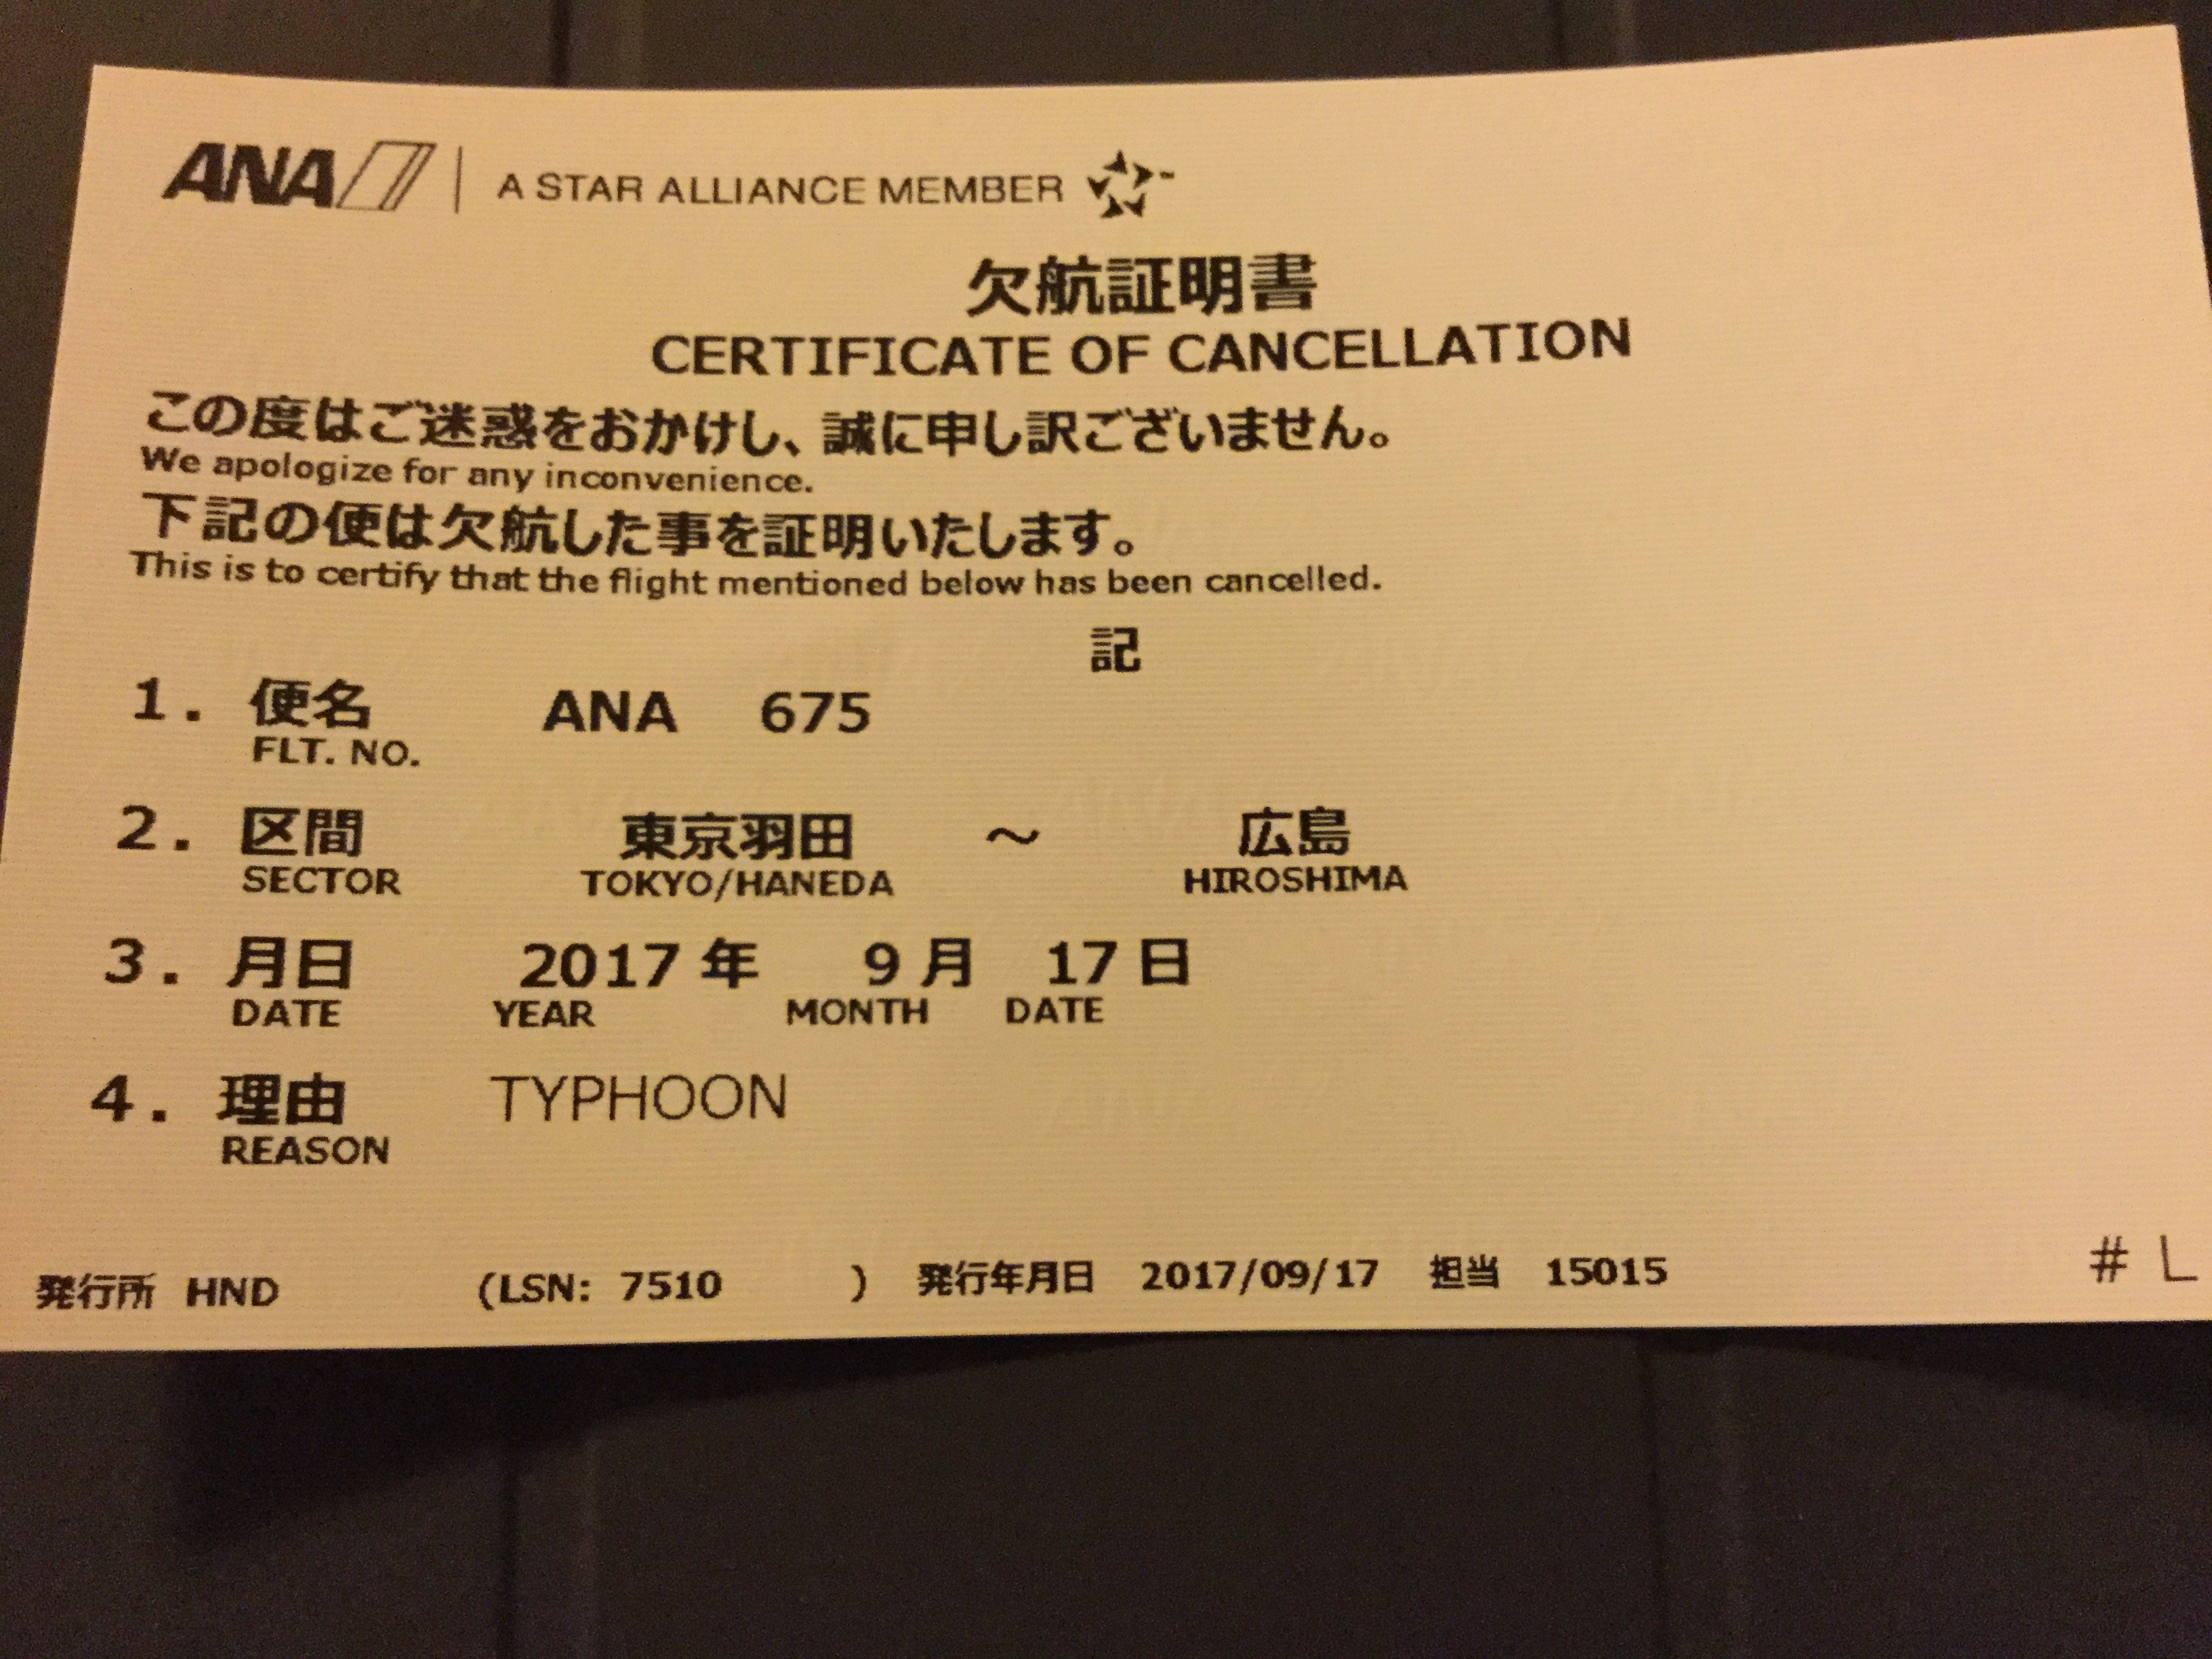 ANA | A STAR ALLIANCE MEMBER
欠航証明書
CERTIFICATE OF CANCELLATION
この度はご迷惑をおかけし、誠に申し訳ございません。
We apologize for any inconvenience.
下記の便は欠航した事を証明いたします。
This is to certify that the flight mentioned below has been cancelled.
記
1. 便名 ANA 675
FLT. NO.
2. 区間 東京羽田 ～ 広島
SECTOR TOKYO/HANEDA HIROSHIMA
3. 月日 2017 年 9 月 17 日
DATE YEAR MONTH DATE
4. 理由 TYPHOON
REASON
発行所 HND (LSN: 7510 ) 発行年月日 2017/09/17 担当 15015 # L